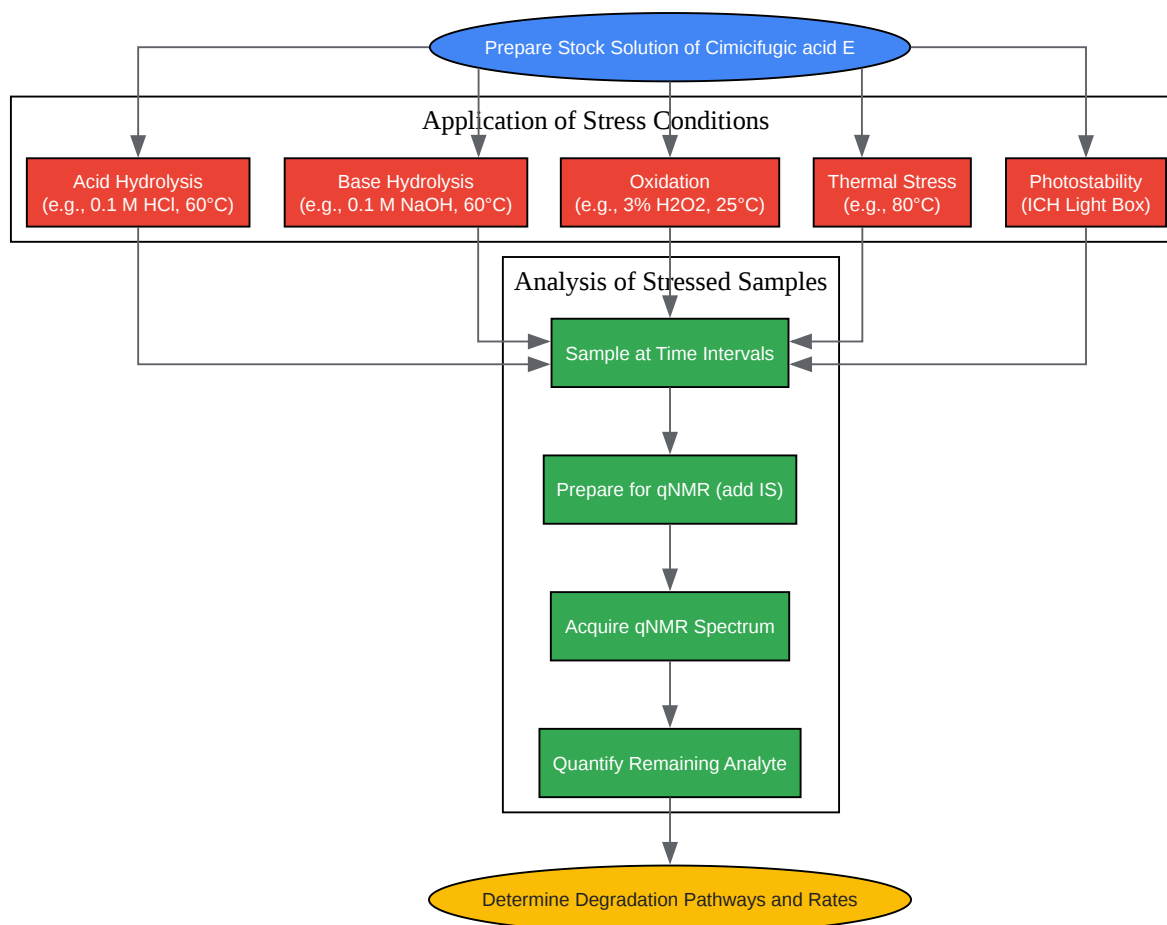 Prepare Stock Solution of Cimicifugic acid E
Application of Stress Conditions
Acid Hydrolysis
(e.g., 0.1 M HCl, 60°C)
Base Hydrolysis
(e.g., 0.1 M NaOH, 60°C)
Oxidation
(e.g., 3% H2O2, 25°C)
Thermal Stress
(e.g., 80°C)
Photostability
(ICH Light Box)
Analysis of Stressed Samples
Sample at Time Intervals
Prepare for qNMR (add IS)
Acquire qNMR Spectrum
Quantify Remaining Analyte
Determine Degradation Pathways and Rates